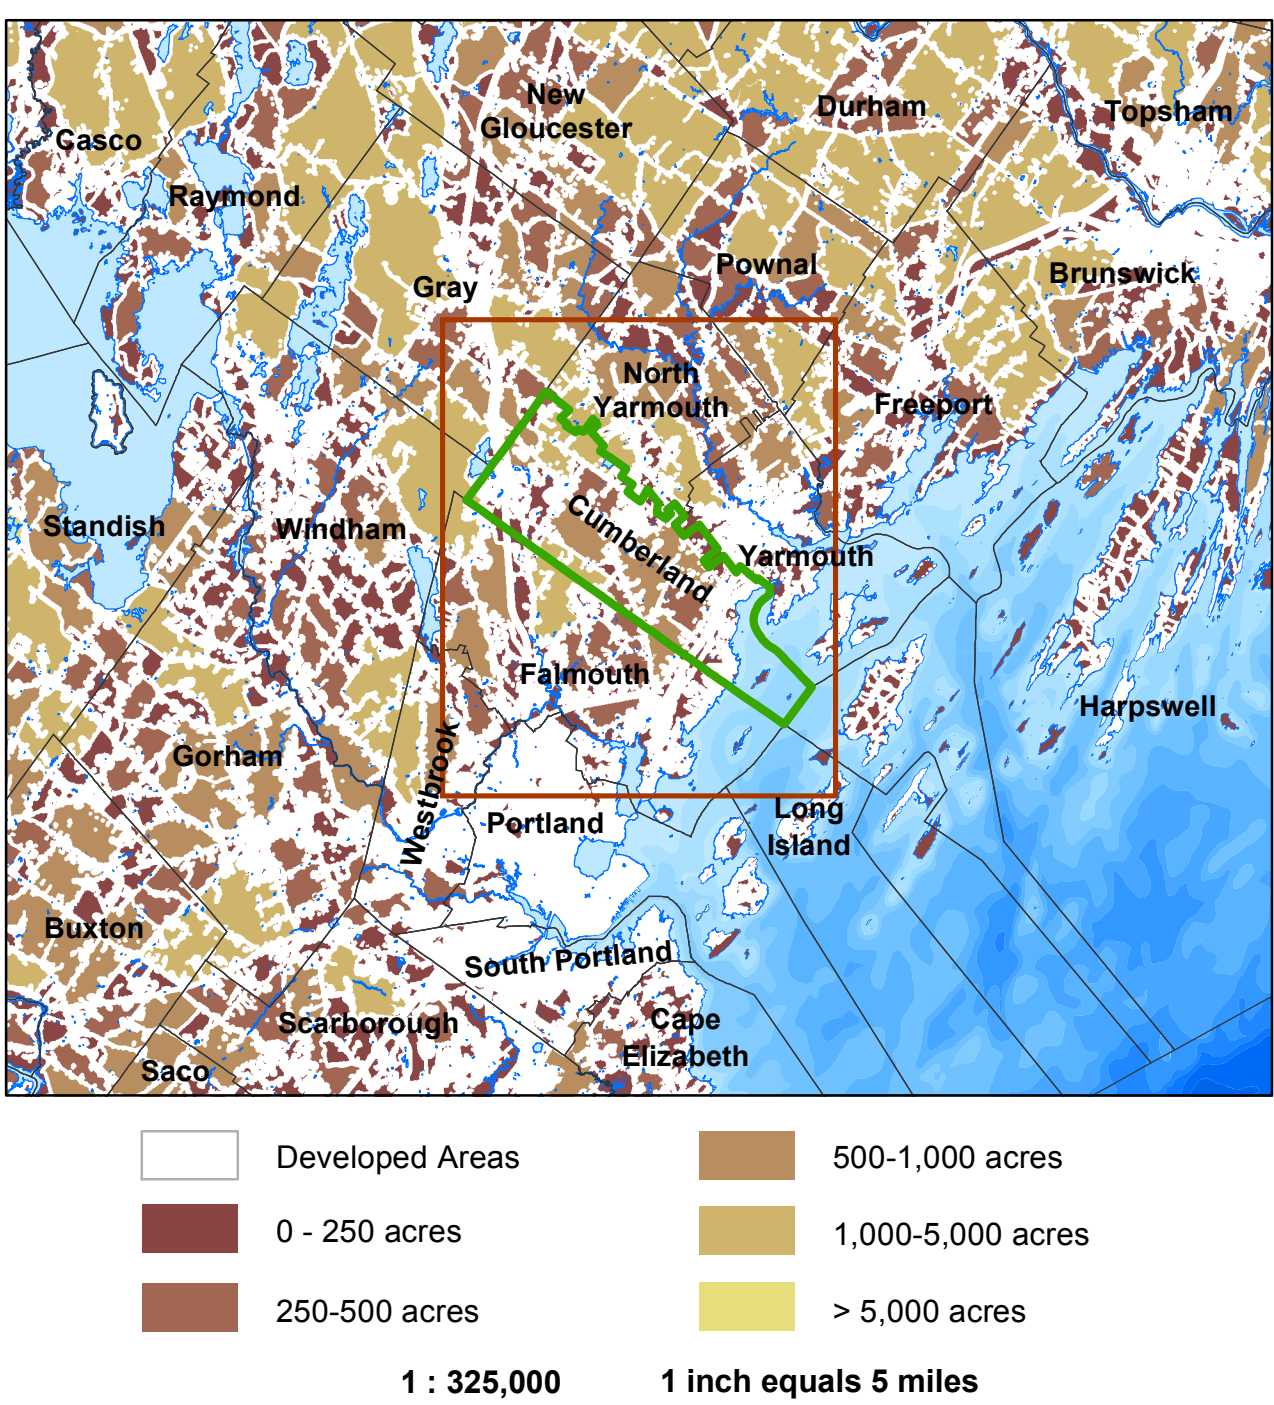 New
Gloucester
Durham
Topsham
Casco
Raymond
Pownal
Brunswick
Gray
North
Yarmouth
Freeport
Standish
Windham
Cumberland
Yarmouth
Falmouth
Harpswell
Gorham
Westbrook
Portland
Long
Island
Buxton
South Portland
Scarborough
Cape
Elizabeth
Saco
Developed Areas
0 - 250 acres
250-500 acres
500-1,000 acres
1,000-5,000 acres
> 5,000 acres
1 : 325,000
1 inch equals 5 miles